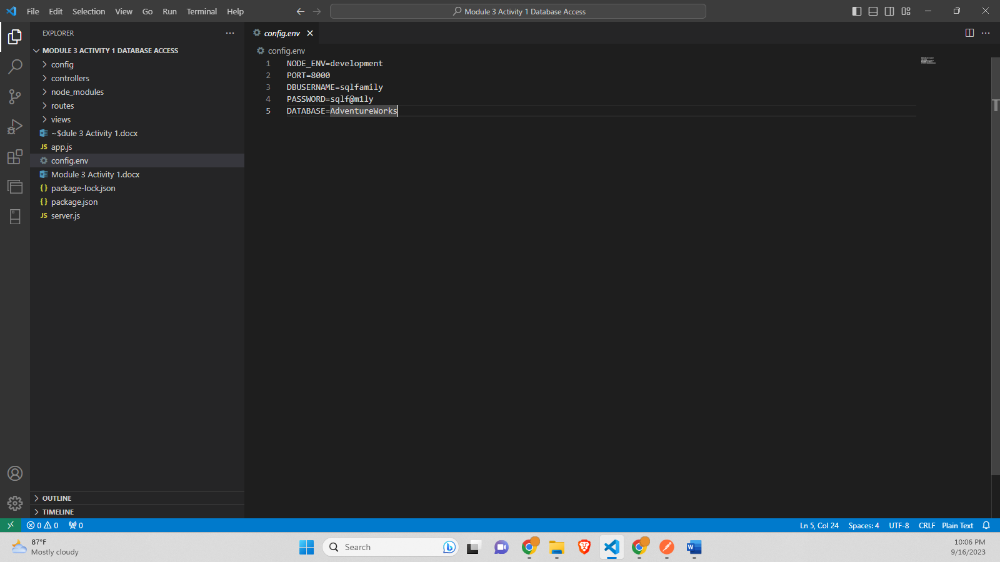 File Edit Selection View Go Run Terminal Help
Module 3 Activity 1 Database Access
EXPLORER
MODULE 3 ACTIVITY 1 DATABASE ACCESS
config
controllers
node_modules
routes
views
~$dule 3 Activity 1.docx
JS app.js
config.env
Module 3 Activity 1.docx
{} package-lock.json
{} package.json
JS server.js
OUTLINE
TIMELINE
config.env
config.env
1 NODE_ENV=development
2 PORT=8000
3 DBUSERNAME=sqlfamily
4 PASSWORD=sqlf@m1ly
5 DATABASE=AdventureWorks
0 0 0
Ln 5, Col 24 Spaces: 4 UTF-8 CRLF Plain Text
87°F
Mostly cloudy
Search
10:06 PM
9/16/2023